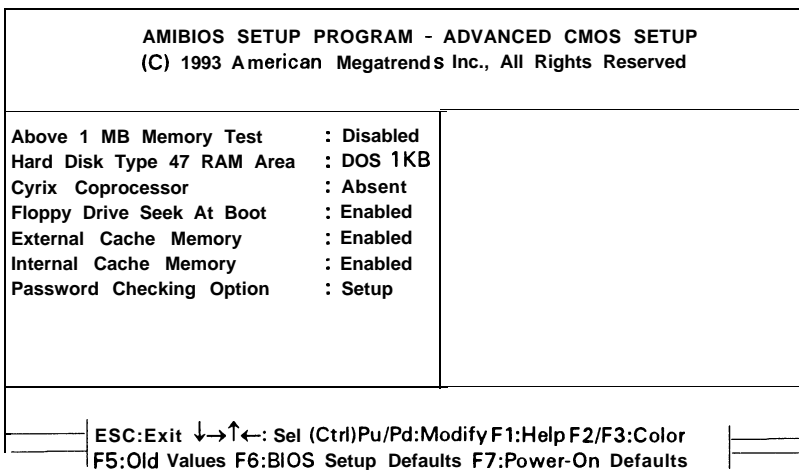 AMIBIOS SETUP PROGRAM - ADVANCED CMOS SETUP
(C) 1993 American Megatrends Inc., All Rights Reserved
Above 1 MB Memory Test : Disabled
Hard Disk Type 47 RAM Area : DOS 1KB
Cyrix Coprocessor : Absent
Floppy Drive Seek At Boot : Enabled
External Cache Memory : Enabled
Internal Cache Memory : Enabled
Password Checking Option : Setup
ESC:Exit ↓→↑←: Sel (Ctrl)Pu/Pd:Modify F1:Help F2/F3:Color
F5:Old Values F6:BIOS Setup Defaults F7:Power-On Defaults